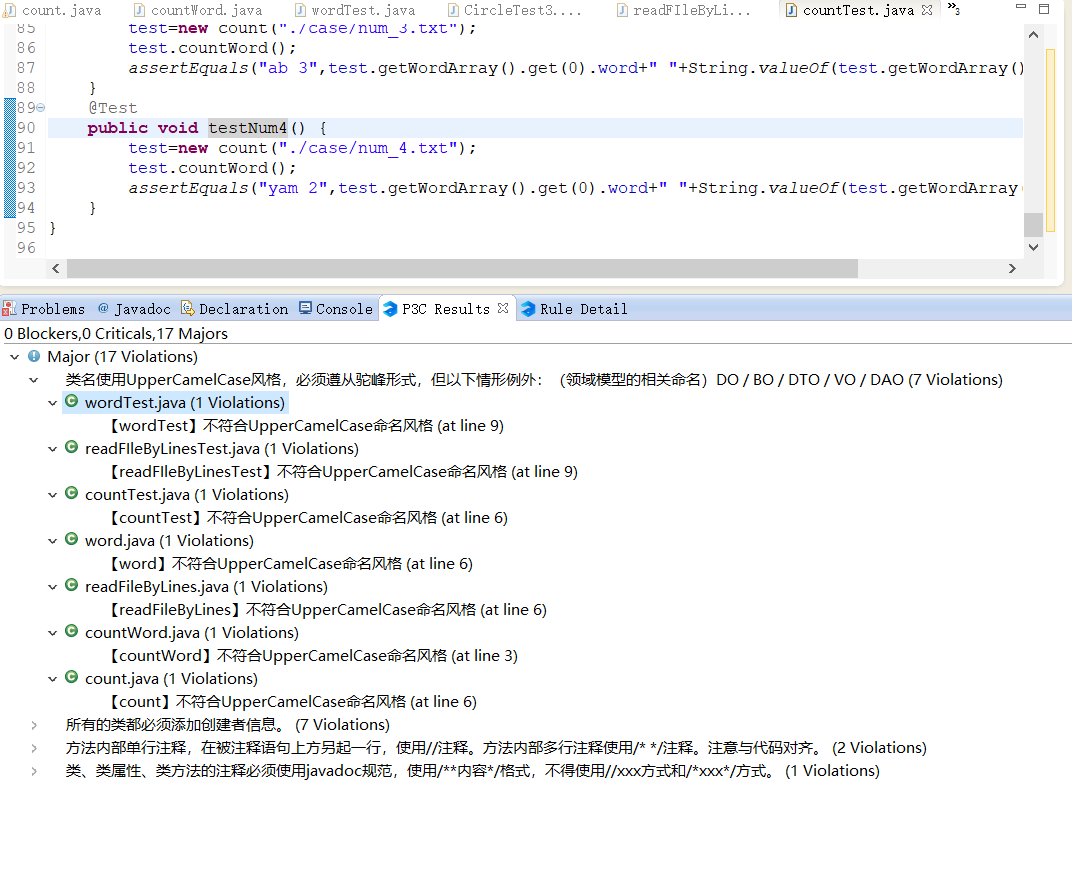 count.java countWord.java wordTest.java CircleTest3.... readFIleByLi... countTest.java »3
85 test=new count("./case/num_3.txt");
86 test.countWord();
87 assertEquals("ab 3",test.getWordArray().get(0).word+" "+String.valueOf(test.getWordArray()
88 }
89 @Test
90 public void testNum4() {
91 test=new count("./case/num_4.txt");
92 test.countWord();
93 assertEquals("yam 2",test.getWordArray().get(0).word+" "+String.valueOf(test.getWordArray
94 }
95 }
96
Problems @ Javadoc Declaration Console P3C Results Rule Detail
0 Blockers,0 Criticals,17 Majors
Major (17 Violations)
类名使用UpperCamelCase风格，必须遵从驼峰形式，但以下情形例外：（领域模型的相关命名）DO / BO / DTO / VO / DAO (7 Violations)
wordTest.java (1 Violations)
【wordTest】不符合UpperCamelCase命名风格 (at line 9)
readFIleByLinesTest.java (1 Violations)
【readFIleByLinesTest】不符合UpperCamelCase命名风格 (at line 9)
countTest.java (1 Violations)
【countTest】不符合UpperCamelCase命名风格 (at line 6)
word.java (1 Violations)
【word】不符合UpperCamelCase命名风格 (at line 6)
readFIleByLines.java (1 Violations)
【readFIleByLines】不符合UpperCamelCase命名风格 (at line 6)
countWord.java (1 Violations)
【countWord】不符合UpperCamelCase命名风格 (at line 3)
count.java (1 Violations)
【count】不符合UpperCamelCase命名风格 (at line 6)
所有的类都必须添加创建者信息。 (7 Violations)
方法内部单行注释，在被注释语句上方另起一行，使用//注释。方法内部多行注释使用/* */注释。注意与代码对齐。 (2 Violations)
类、类属性、类方法的注释必须使用javadoc规范，使用/**内容*/格式，不得使用//xxx方式和/*xxx*/方式。 (1 Violations)